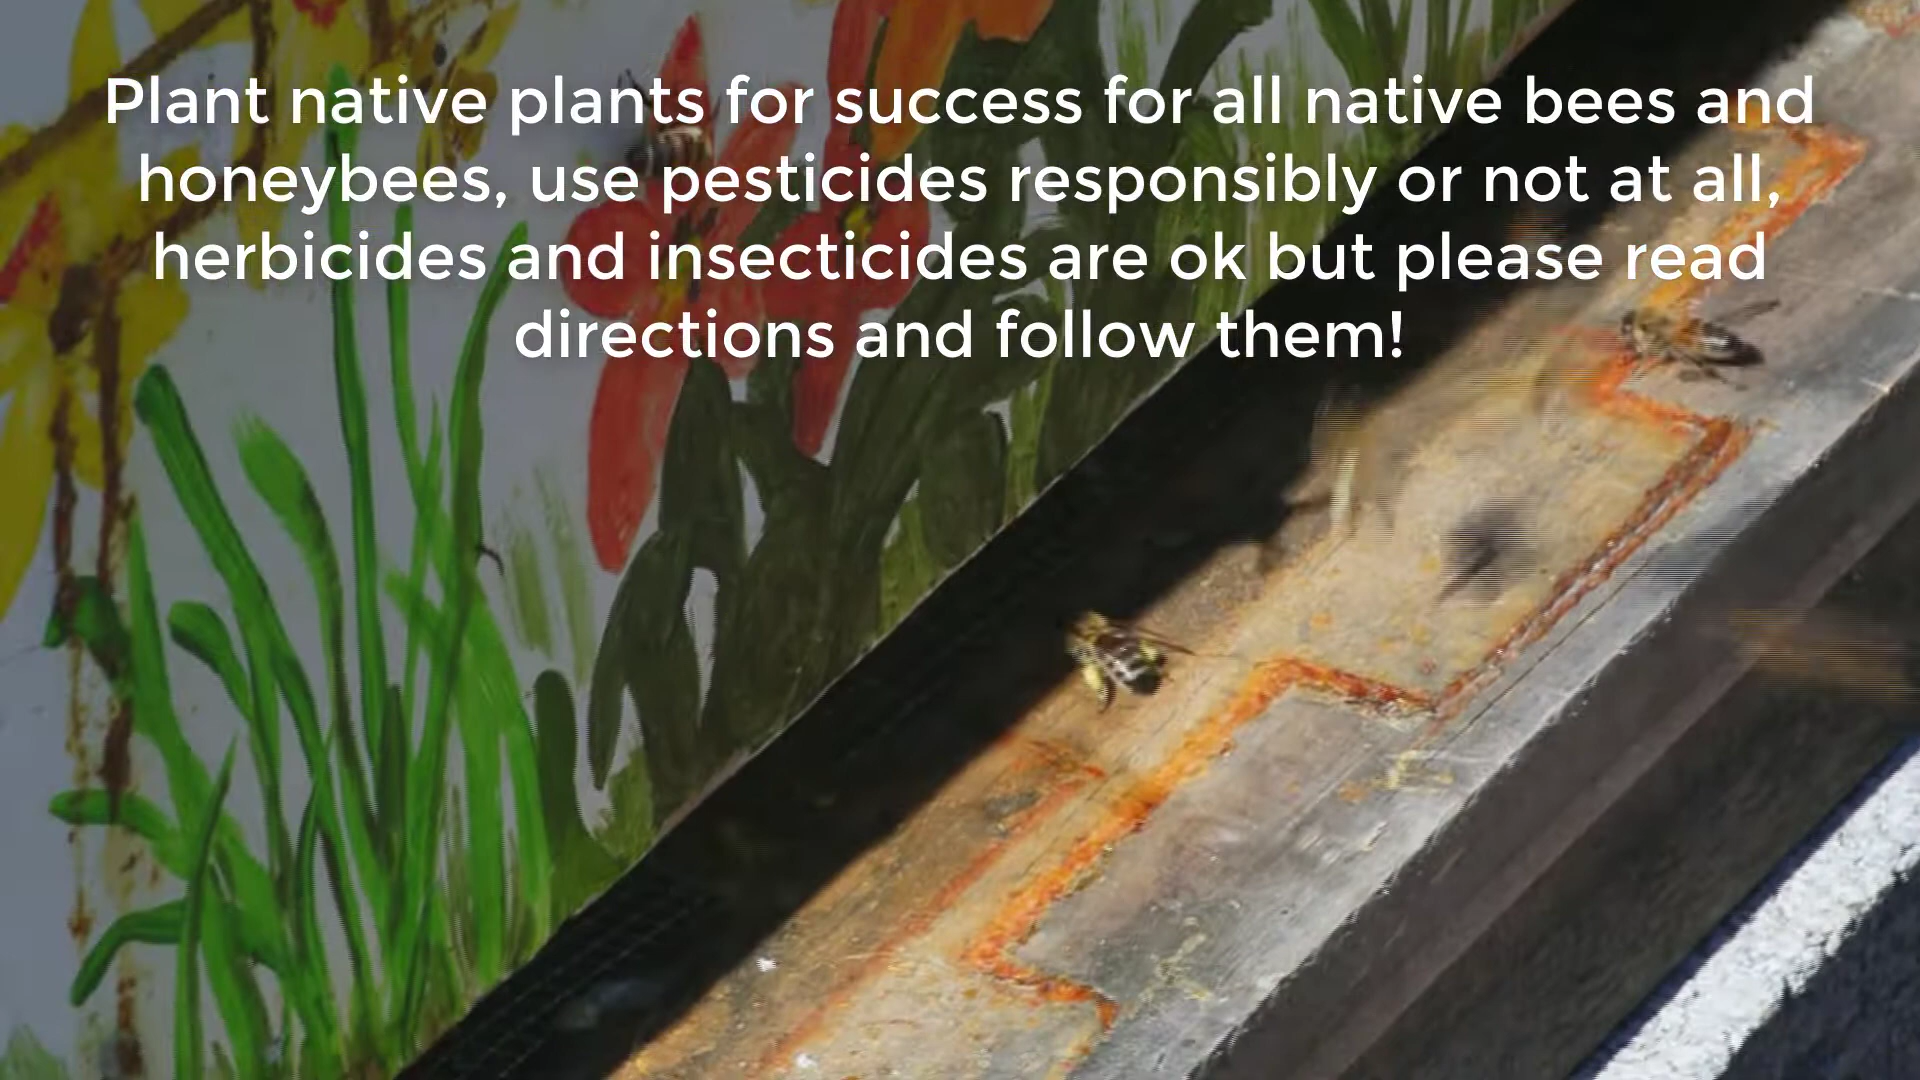 Plant native plants for success for all native bees and
honeybees, use pesticides responsibly or not at all,
herbicides and insecticides are ok but please read
directions and follow them!